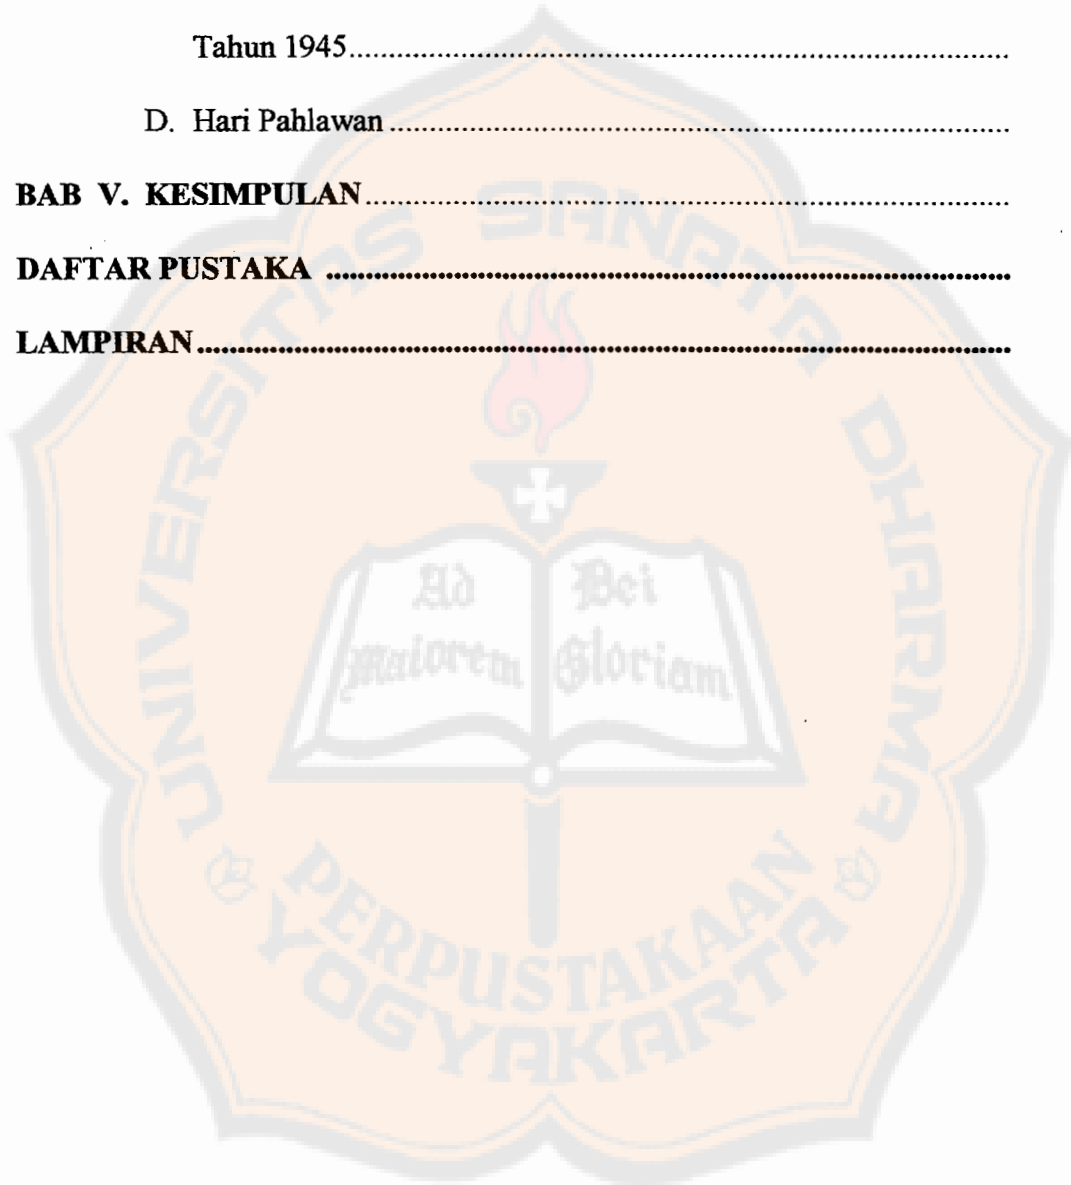 Tahun 1945........................................................................
D. Hari Pahlawan........................................................................
BAB V. KESIMPULAN........................................................................
DAFTAR PUSTAKA ........................................................................
LAMPIRAN........................................................................
UNIVERSITAS SANATA DHARMA
Ad Dei
maiorem Gloriam
PERPUSTAKAAN
YOGYAKARTA